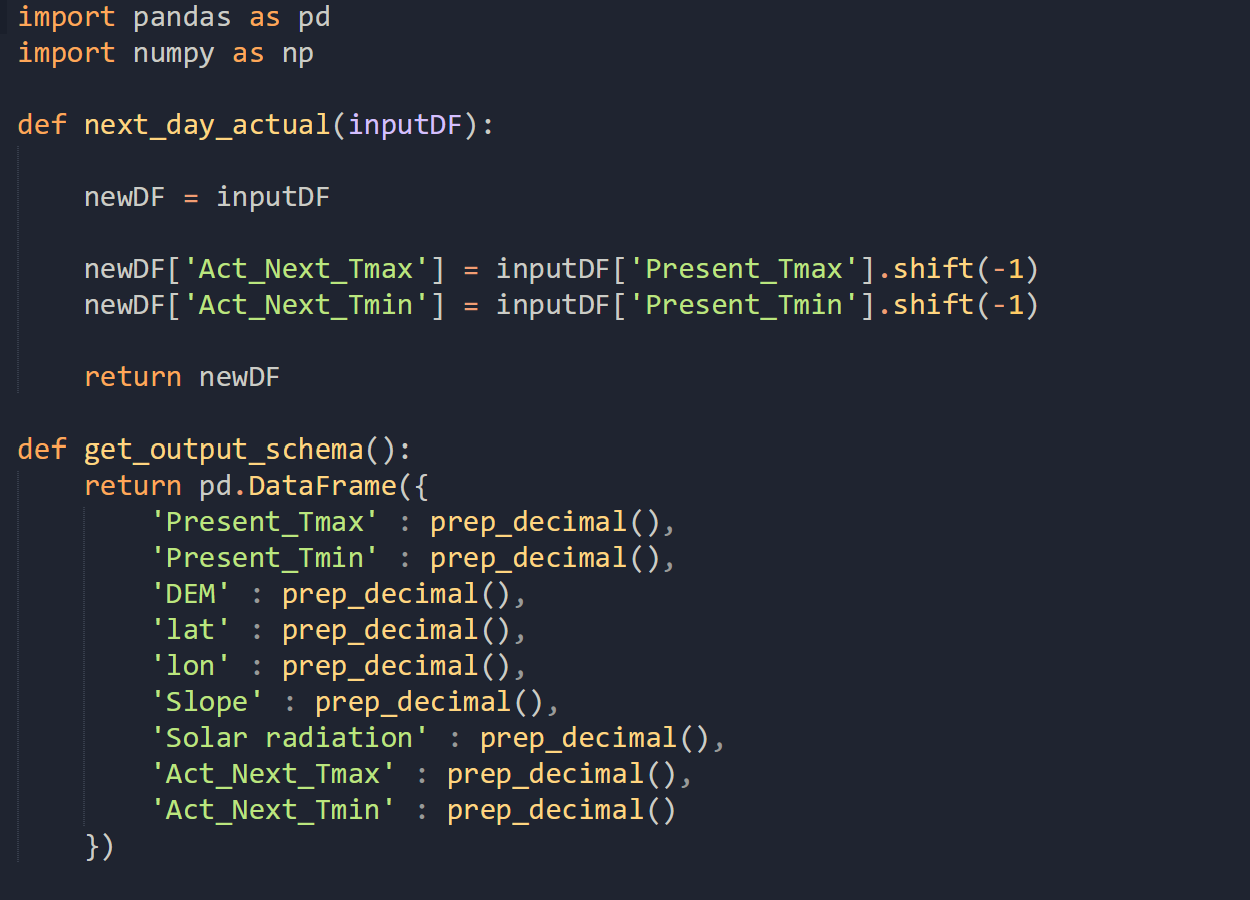 import pandas as pd
import numpy as np
def next_day_actual(inputDF):
newDF = inputDF
newDF['Act_Next_Tmax'] = inputDF['Present_Tmax'].shift(-1)
newDF['Act_Next_Tmin'] = inputDF['Present_Tmin'].shift(-1)
return newDF
def get_output_schema():
return pd.DataFrame({
'Present_Tmax' : prep_decimal(),
'Present_Tmin' : prep_decimal(),
'DEM' : prep_decimal(),
'lat' : prep_decimal(),
'lon' : prep_decimal(),
'Slope' : prep_decimal(),
'Solar radiation' : prep_decimal(),
'Act_Next_Tmax' : prep_decimal(),
'Act_Next_Tmin' : prep_decimal()
})